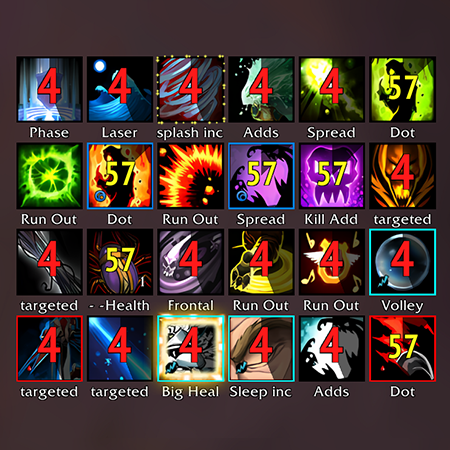 4 4 4 4 4 57
Phase Laser splash inc Adds Spread Dot
57 57 57 4
Run Out Dot Run Out Spread Kill Add targeted
4 57 4 4 4 4
1
targeted - -Health Frontal Run Out Run Out Volley
4 4 4 4 4 57
targeted targeted Big Heal Sleep inc Adds Dot